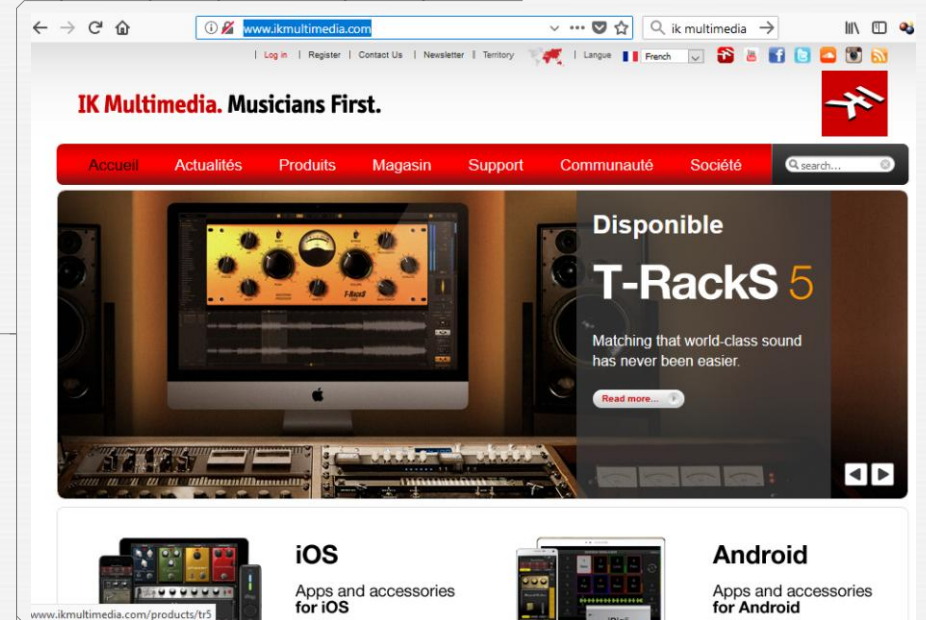 www.ikmultimedia.com
ik multimedia
| Log in | Register | Contact Us | Newsletter || Territory | Langue French
IK Multimedia. Musicians First.
Accueil Actualités Produits Magasin Support Communauté Société search...
Disponible
T-RackS 5
Matching that world-class sound
has never been easier.
Read more...
iOS
Apps and accessories
for iOS
Android
Apps and accessories
for Android
www.ikmultimedia.com/products/tr5